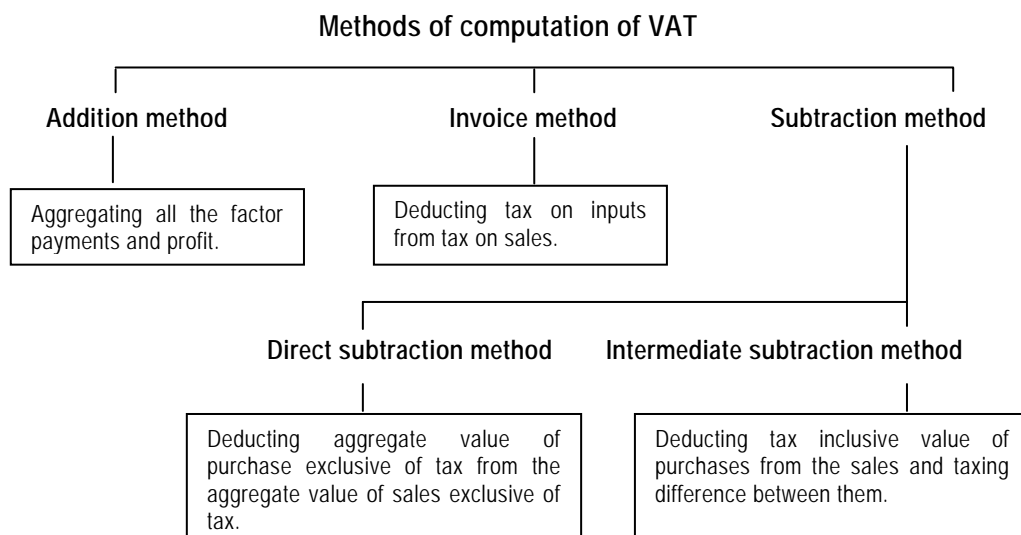 Methods of computation of VAT
Addition method
Invoice method
Subtraction method
Aggregating all the factor
payments and profit.
Deducting tax on inputs
from tax on sales.
Direct subtraction method
Intermediate subtraction method
Deducting aggregate value of
purchase exclusive of tax from the
aggregate value of sales exclusive of
tax.
Deducting tax inclusive value of
purchases from the sales and taxing
difference between them.